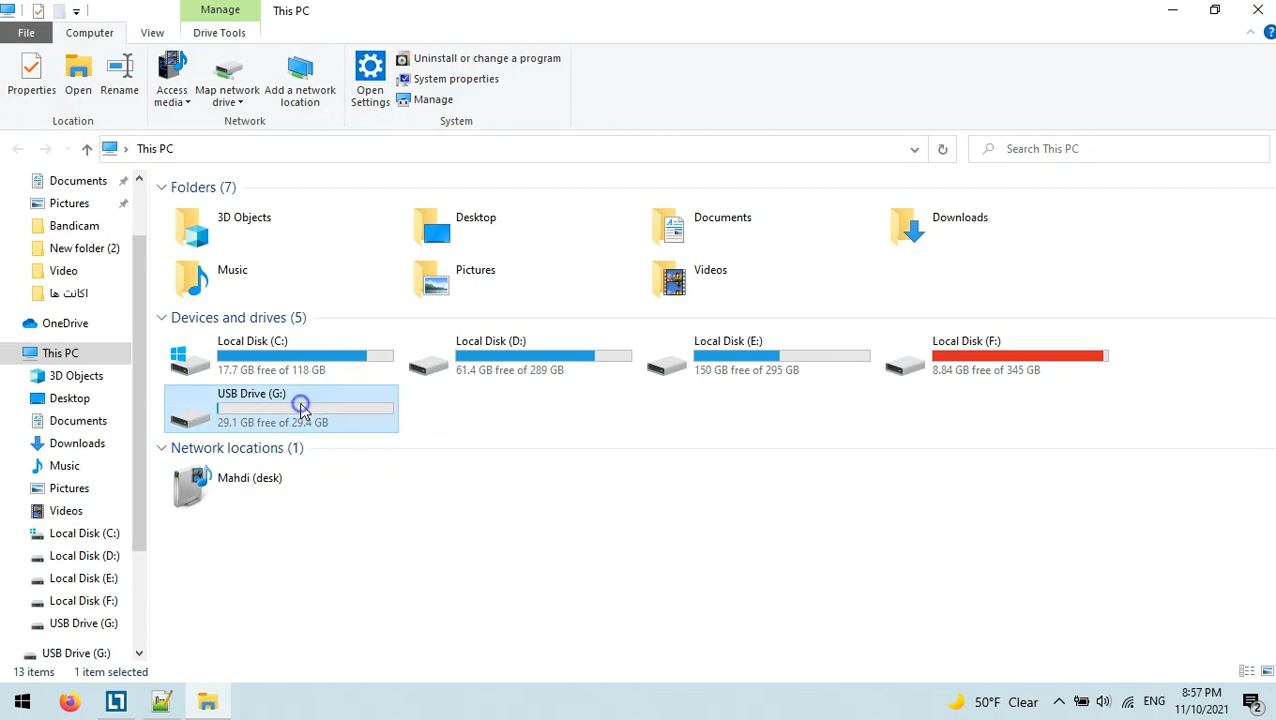 Manage
This PC
File
Computer
View
Drive Tools
Properties
Open
Rename
Access media
Map network drive
Add a network location
Open Settings
Uninstall or change a program
System properties
Manage
Location
Network
System
This PC
Search This PC
Documents
Pictures
Bandicam
New folder (2)
Video
اکانت ها
OneDrive
This PC
3D Objects
Desktop
Documents
Downloads
Music
Pictures
Videos
Local Disk (C:)
Local Disk (D:)
Local Disk (E:)
Local Disk (F:)
USB Drive (G:)
USB Drive (G:)
Folders (7)
3D Objects
Desktop
Documents
Downloads
Music
Pictures
Videos
Devices and drives (5)
Local Disk (C:)
17.7 GB free of 118 GB
Local Disk (D:)
61.4 GB free of 289 GB
Local Disk (E:)
150 GB free of 295 GB
Local Disk (F:)
8.84 GB free of 345 GB
USB Drive (G:)
29.1 GB free of 29.4 GB
Network locations (1)
Mahdi (desk)
13 items
1 item selected
50°F Clear
ENG
8:57 PM
11/10/2021
2